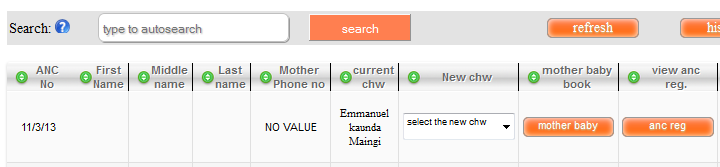 Search: ? type to autosearch search refresh his
ANC No First Name Middle name Last name Mother Phone no current chw New chw mother baby book view anc reg.
11/3/13 NO VALUE Emmanuel kaunda Maingi select the new chw mother baby anc reg